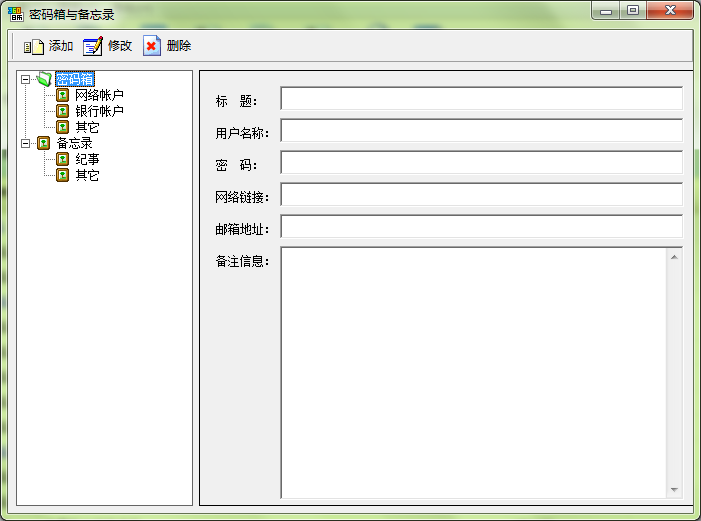 密码箱与备忘录
添加 修改 删除
密码箱
网络帐户
银行帐户
其它
备忘录
纪事
其它
标 题：
用户名称：
密 码：
网络链接：
邮箱地址：
备注信息：